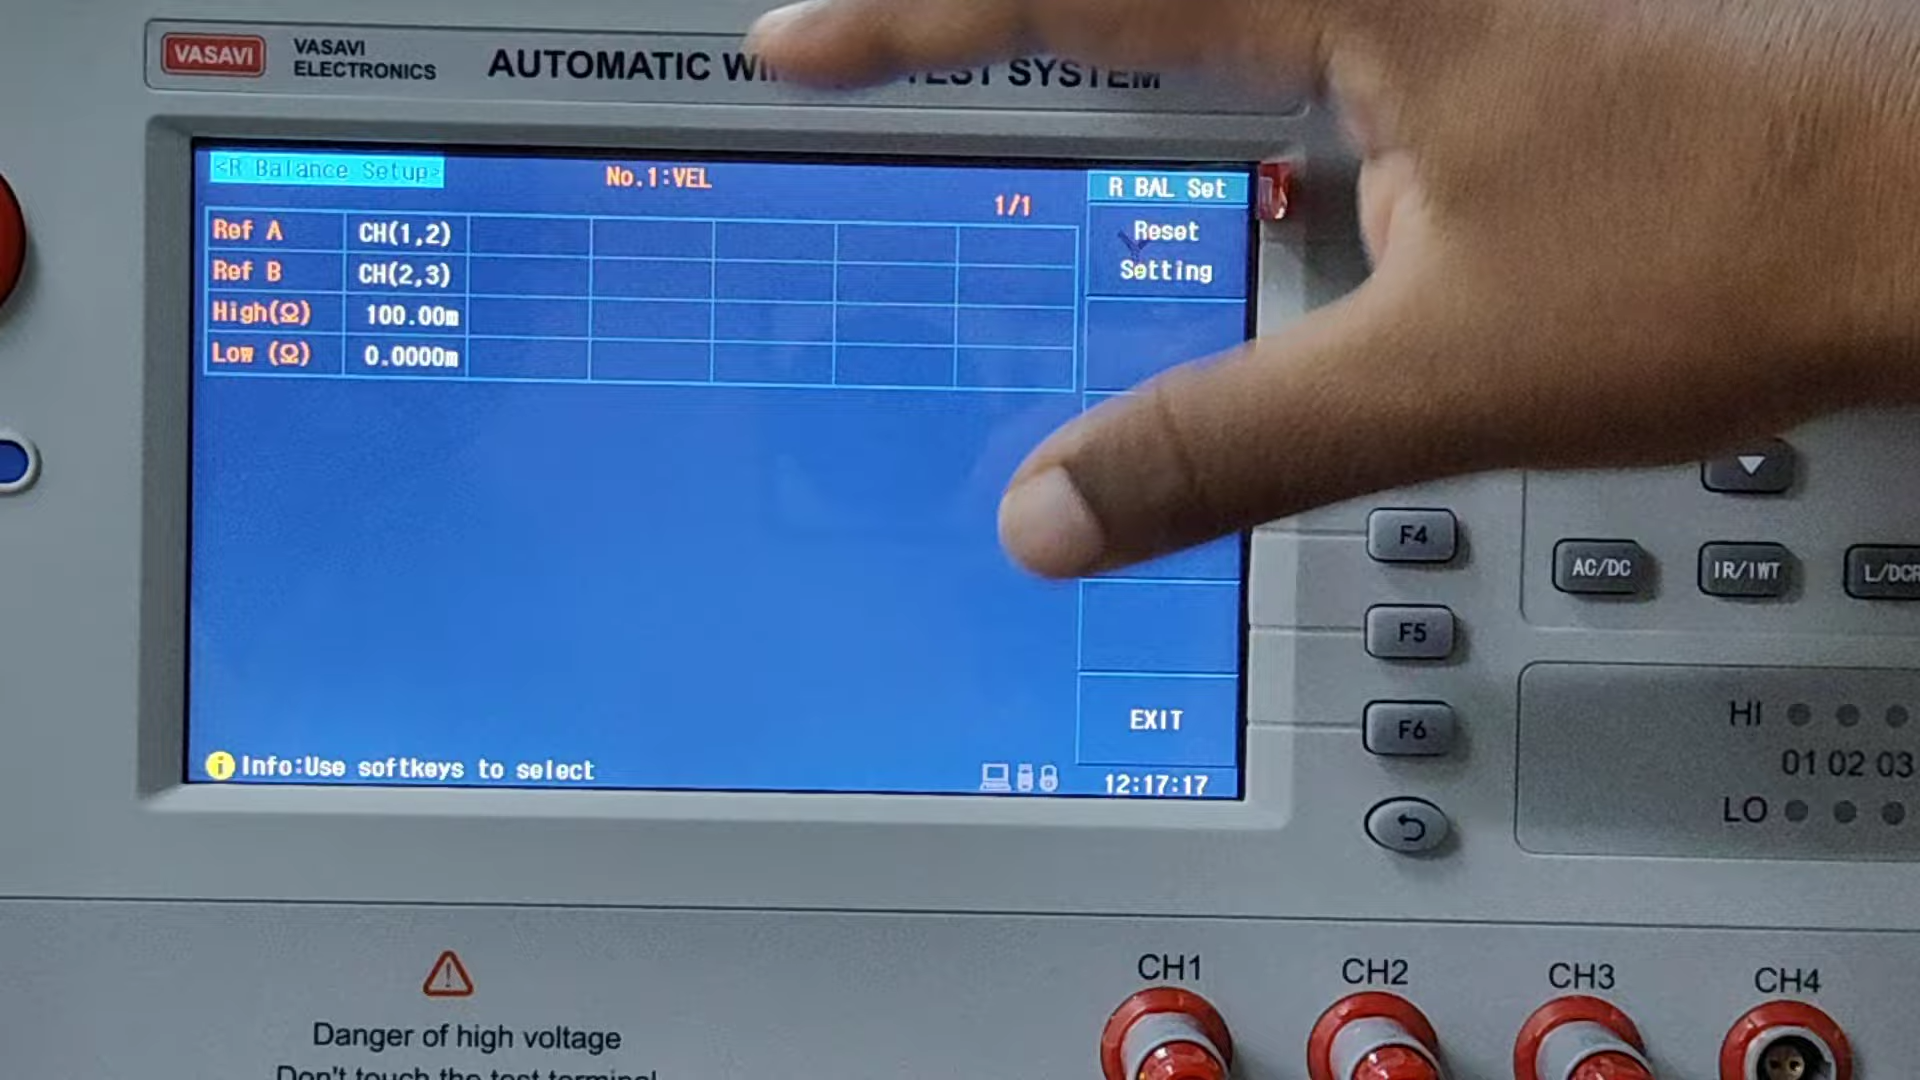 VASAVI
VASAVI
ELECTRONICS
AUTOMATIC TEST SYSTEM
<R Balance Setup>
No.1:VEL
1/1
R BAL Set
Ref A CH(1,2)
Ref B CH(2,3)
High(Ω) 100.00m
Low (Ω) 0.0000m
Reset
Setting
EXIT
Info:Use softkeys to select
12:17:17
F4
F5
F6
AC/DC
IR/IWT
L/DCR
HI
01 02 03
LO
CH1
CH2
CH3
CH4
Danger of high voltage
Don't touch the test terminal